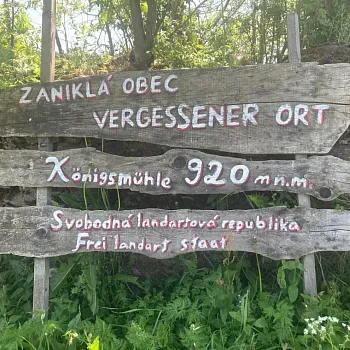 ZANIKLÁ OBEC
VERGESSENER ORT
Königsmühle 920 m n.m.
Svobodná landartová republika
Frei landart staat